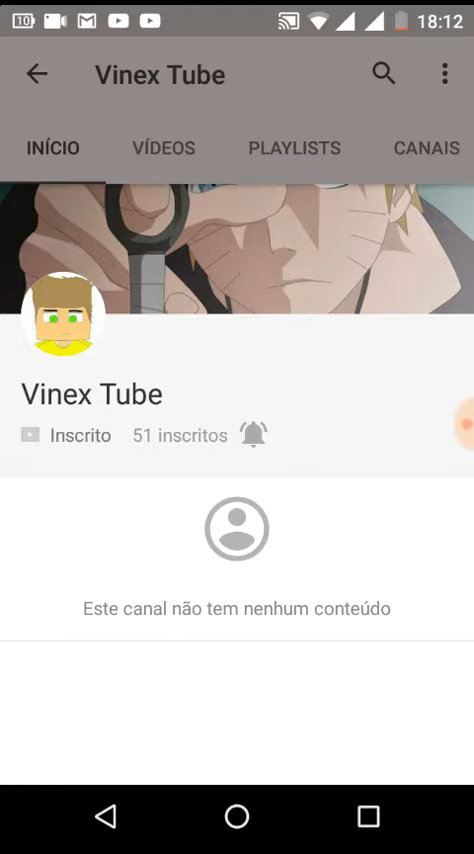 10 18:12
Vinex Tube
INÍCIO VÍDEOS PLAYLISTS CANAIS
Vinex Tube
Inscrito 51 inscritos
Este canal não tem nenhum conteúdo